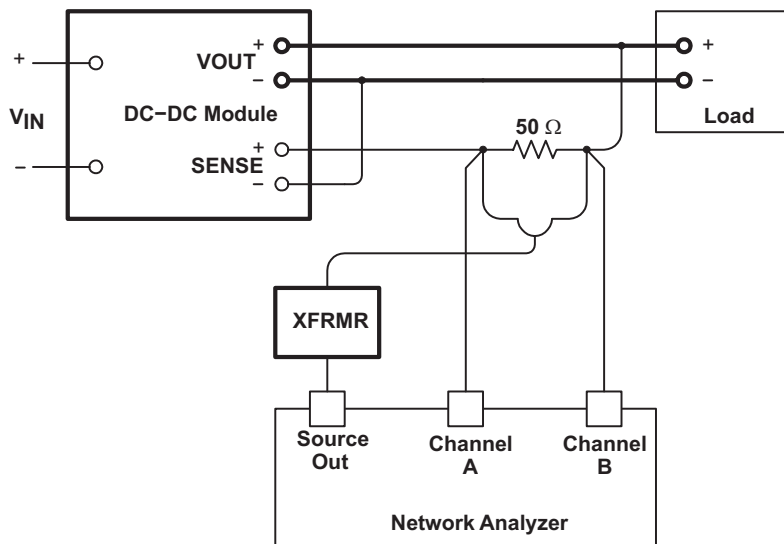 +
VIN
−
+
VOUT
−
DC−DC Module
+
SENSE
−
+
−
Load
50 Ω
XFRMR
Source
Out
Channel
A
Channel
B
Network Analyzer